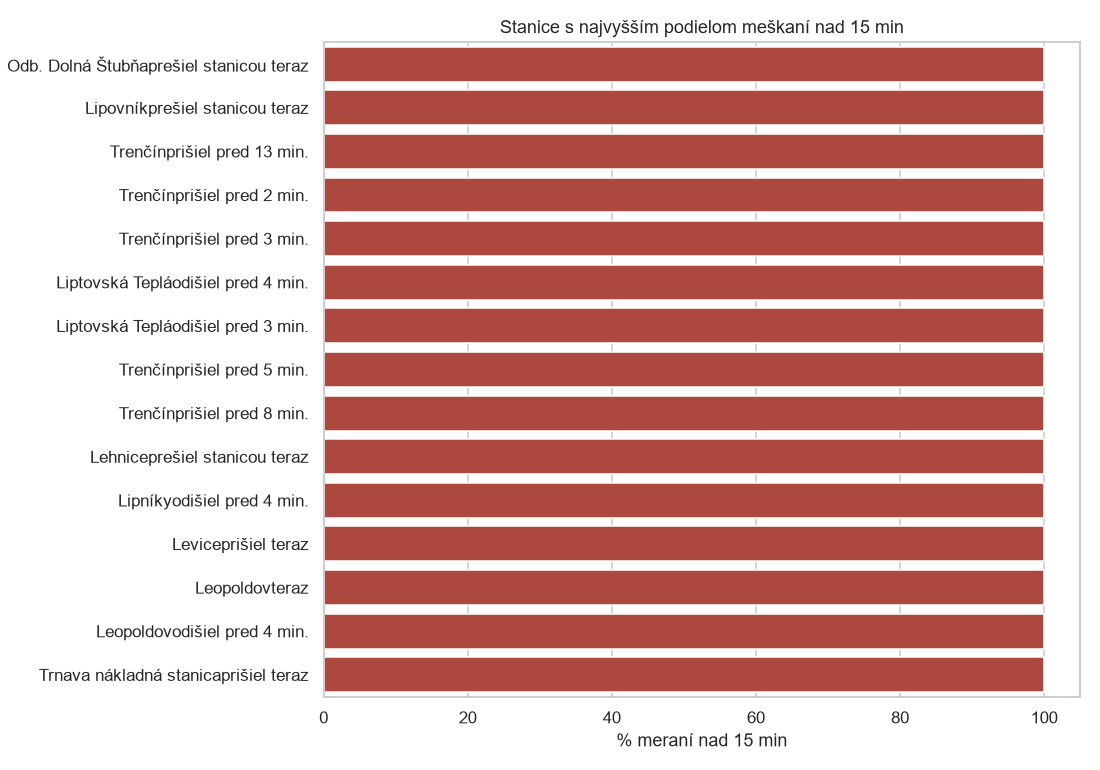 Stanice s najvyšším podielom meškaní nad 15 min
Odb. Dolná Štubňaprešiel stanicou teraz
Lipovníkprešiel stanicou teraz
Trenčínprišiel pred 13 min.
Trenčínprišiel pred 2 min.
Trenčínprišiel pred 3 min.
Liptovská Tepláodišiel pred 4 min.
Liptovská Tepláodišiel pred 3 min.
Trenčínprišiel pred 5 min.
Trenčínprišiel pred 8 min.
Lehniceprešiel stanicou teraz
Lipníkyodišiel pred 4 min.
Leviceprišiel teraz
Leopoldovteraz
Leopoldovodišiel pred 4 min.
Trnava nákladná stanicaprišiel teraz
0 20 40 60 80 100
% meraní nad 15 min